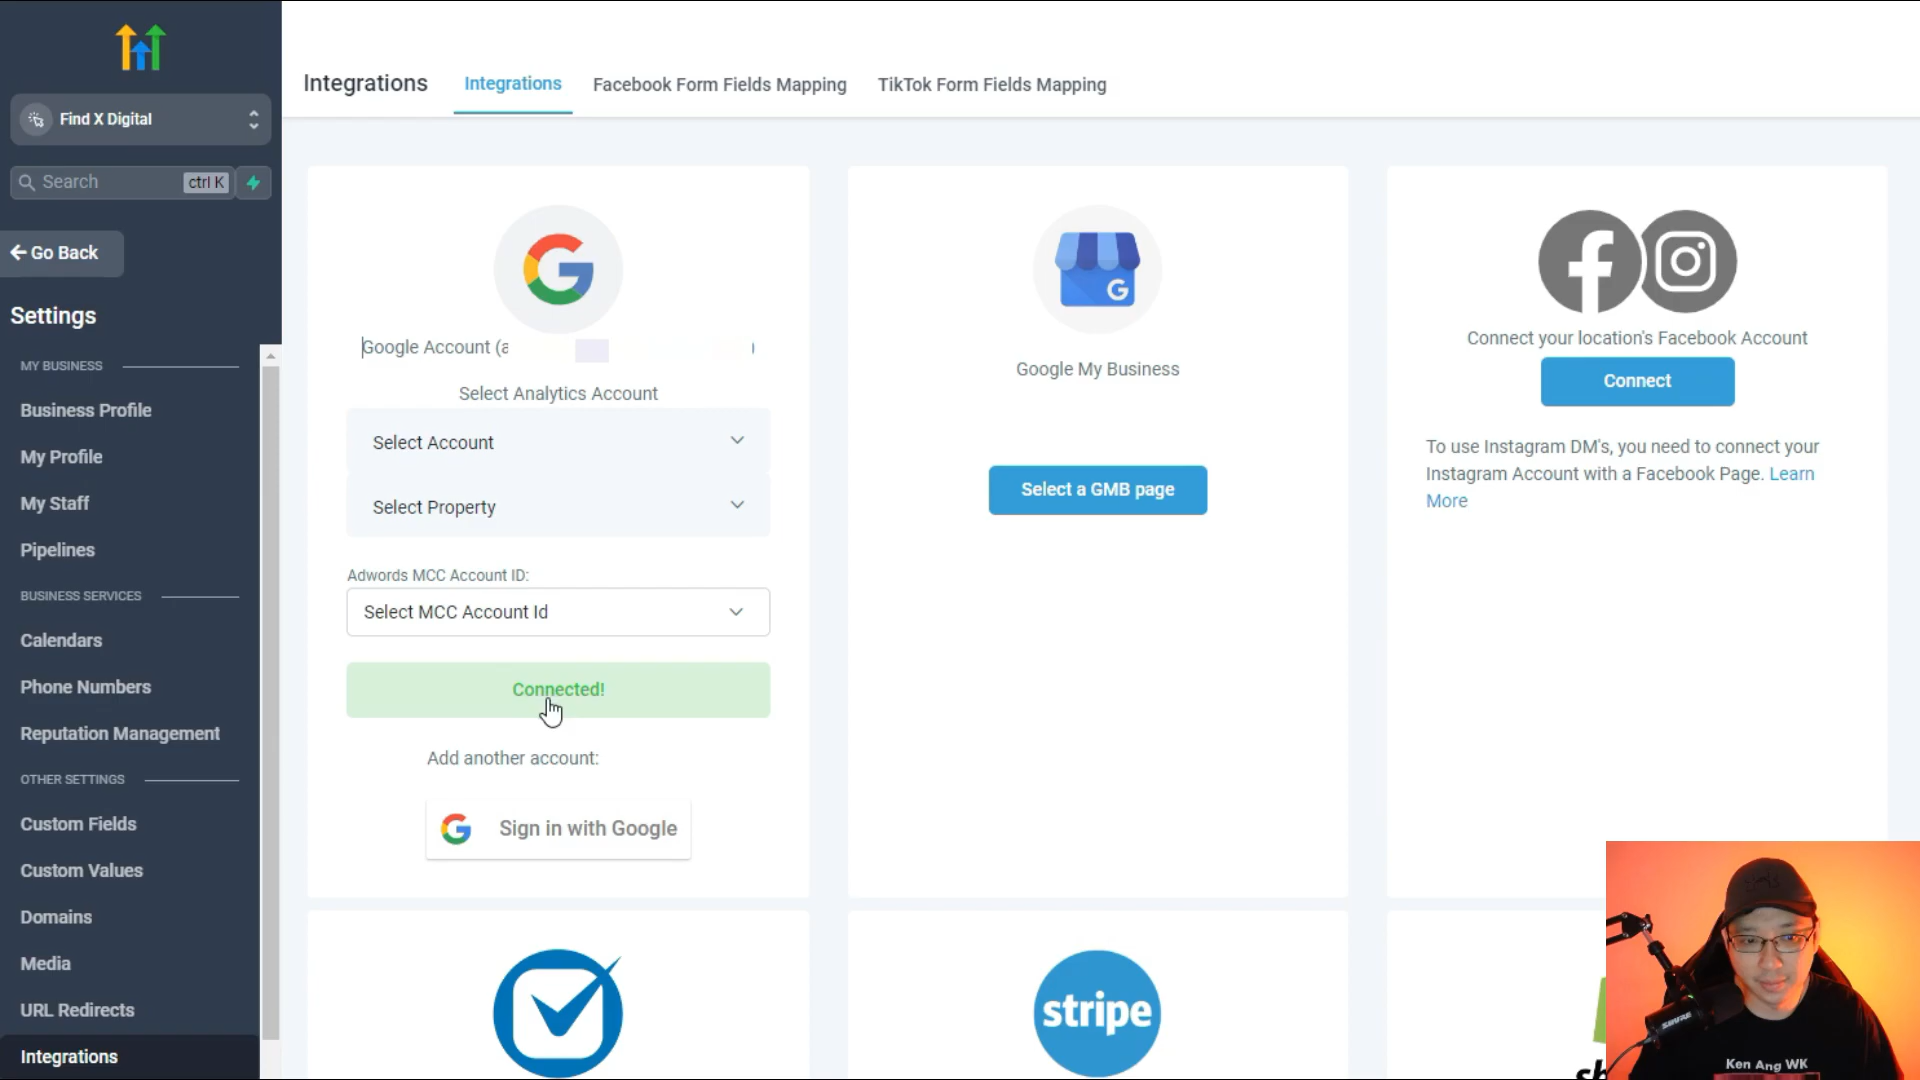 Find X Digital
Search
ctrl K
Go Back
Settings
MY BUSINESS
Business Profile
My Profile
My Staff
Pipelines
BUSINESS SERVICES
Calendars
Phone Numbers
Reputation Management
OTHER SETTINGS
Custom Fields
Custom Values
Domains
Media
URL Redirects
Integrations
Integrations
Integrations
Facebook Form Fields Mapping
TikTok Form Fields Mapping
Google Account (a )
Select Analytics Account
Select Account
Select Property
Adwords MCC Account ID:
Select MCC Account Id
Connected!
Add another account:
Sign in with Google
Google My Business
Select a GMB page
Connect your location's Facebook Account
Connect
To use Instagram DM's, you need to connect your
Instagram Account with a Facebook Page. Learn
More
stripe
SHURE
Ken Ang WK